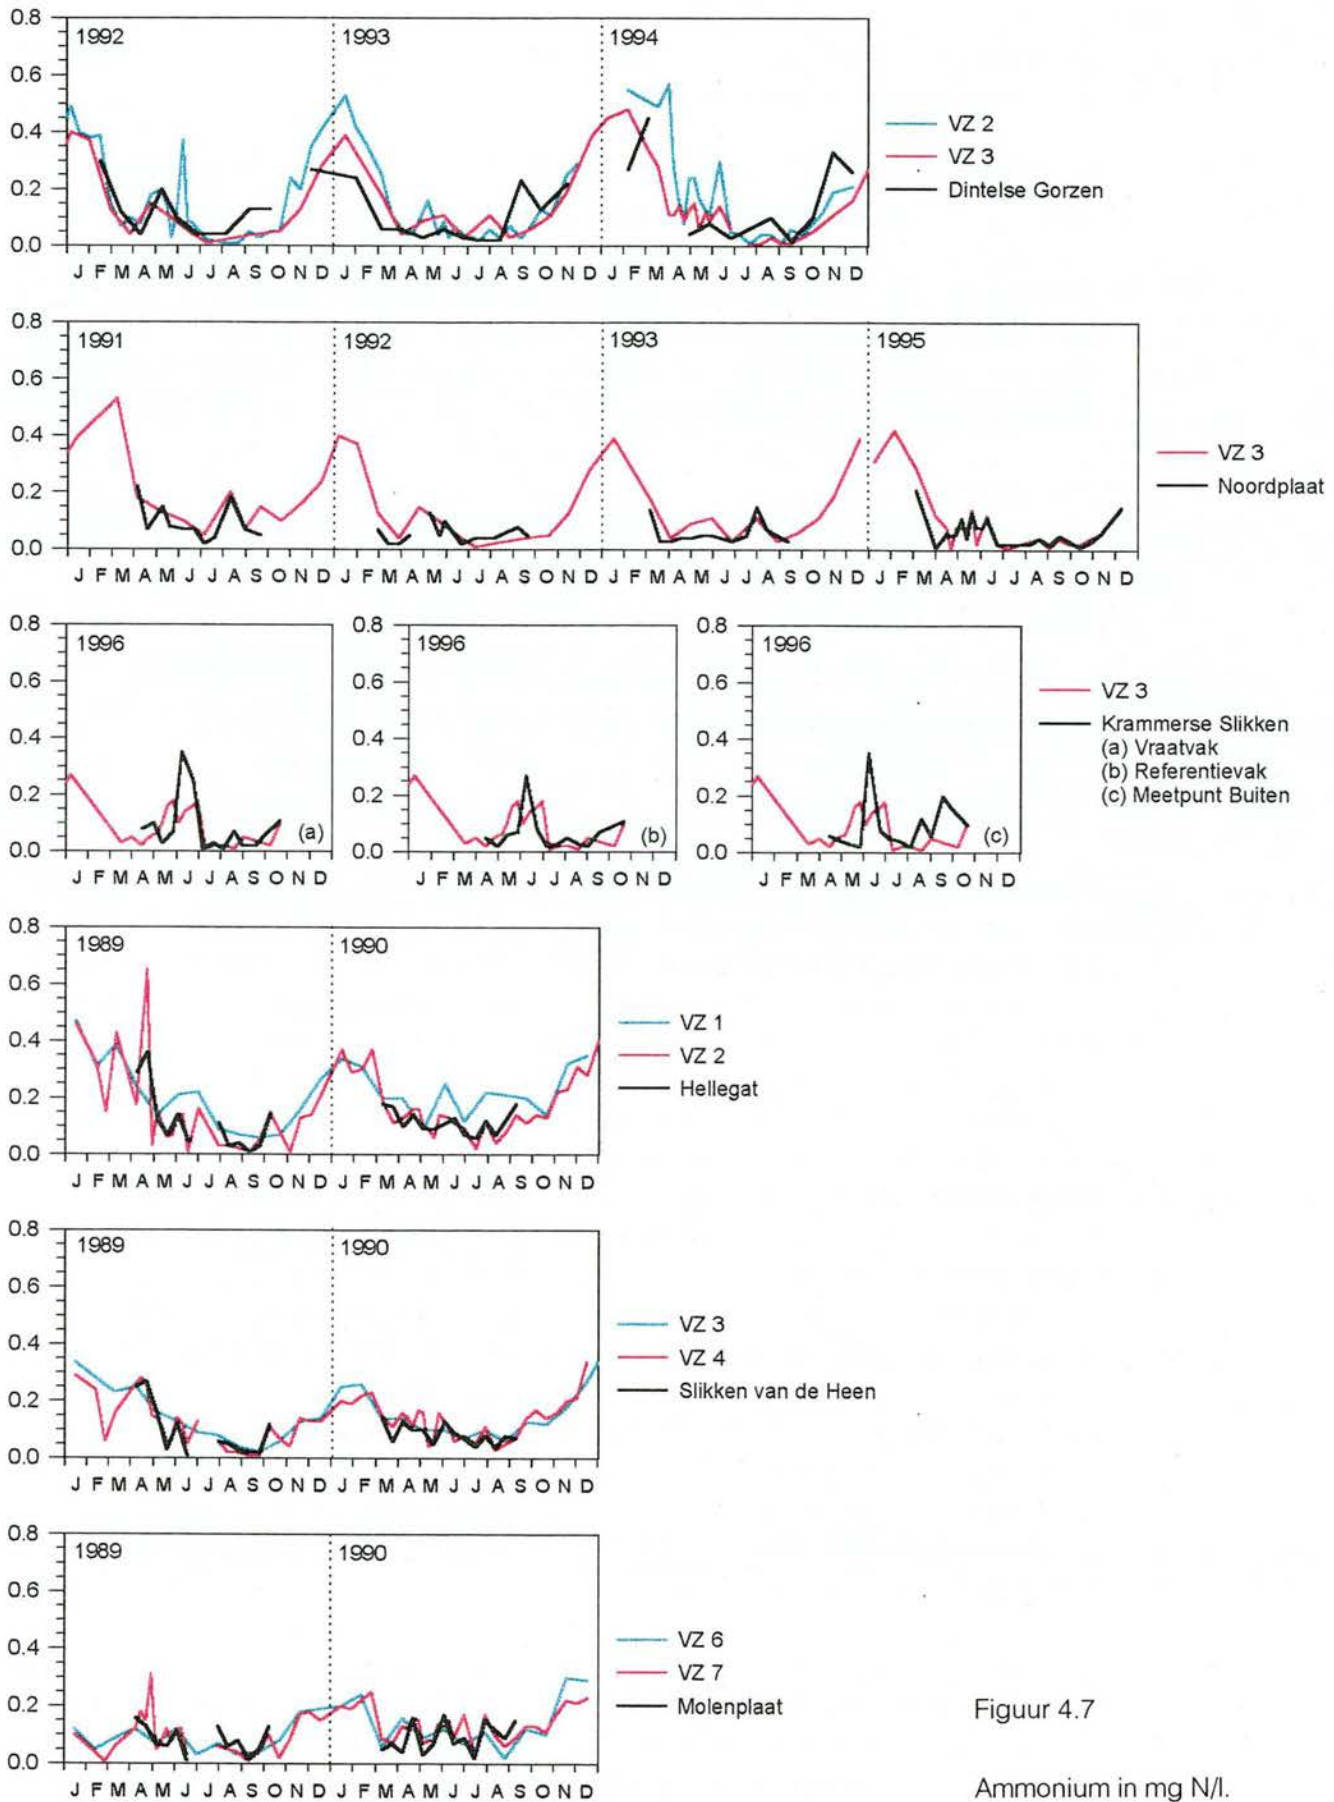 0.8
0.6
0.4
0.2
0.0
1992
1993
1994
J F M A M J J A S O N D J F M A M J J A S O N D J F M A M J J A S O N D
VZ 2
VZ 3
Dintelse Gorzen
0.8
0.6
0.4
0.2
0.0
1991
1992
1993
1995
J F M A M J J A S O N D J F M A M J J A S O N D J F M A M J J A S O N D J F M A M J J A S O N D
VZ 3
Noordplaat
0.8
0.6
0.4
0.2
0.0
1996
(a)
J F M A M J J A S O N D
0.8
0.6
0.4
0.2
0.0
1996
(b)
J F M A M J J A S O N D
0.8
0.6
0.4
0.2
0.0
1996
(c)
J F M A M J J A S O N D
VZ 3
Krammerse Slikken
(a) Vraatvak
(b) Referentievak
(c) Meetpunt Buiten
0.8
0.6
0.4
0.2
0.0
1989
1990
J F M A M J J A S O N D J F M A M J J A S O N D
VZ 1
VZ 2
Hellegat
0.8
0.6
0.4
0.2
0.0
1989
1990
J F M A M J J A S O N D J F M A M J J A S O N D
VZ 3
VZ 4
Slikken van de Heen
0.8
0.6
0.4
0.2
0.0
1989
1990
J F M A M J J A S O N D J F M A M J J A S O N D
VZ 6
VZ 7
Molenplaat
Figuur 4.7
Ammonium in mg N/l.